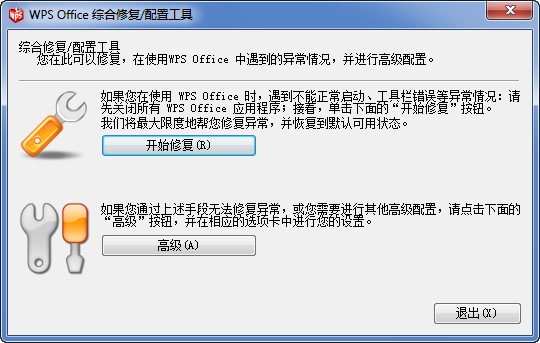 WPS Office 综合修复/配置工具
综合修复/配置工具
您在此可以修复，在使用WPS Office 中遇到的异常情况，并进行高级配置。
如果您在使用 WPS Office 时，遇到不能正常启动、工具栏错误等异常情况：请
先关闭所有 WPS Office 应用程序；接着，单击下面的“开始修复”按钮。
我们将最大限度地帮您修复异常，并恢复到默认可用状态。
开始修复(R)
如果您通过上述手段无法修复异常，或您需要进行其他高级配置，请点击下面的
“高级”按钮，并在相应的选项卡中进行您的设置。
高级(A)
退出(X)